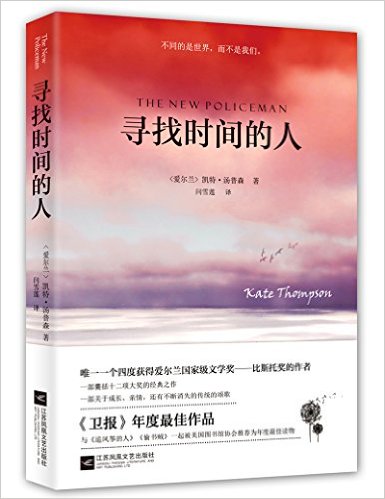 The New
Policeman
寻找时间的人
〈爱尔兰〉凯特·汤普森 著
闫雪莲 译
江苏凤凰文艺出版社
不同的是世界，而不是我们。
THE NEW POLICEMAN
寻找时间的人
〈爱尔兰〉凯特·汤普森 著
闫雪莲 译
Kate Thompson
唯一一个四度获得爱尔兰国家级文学奖——比斯托奖的作者
一部囊括十二项大奖的经典之作
一部关于成长、亲情，还有不断消失的传统的颂歌
《卫报》年度最佳作品
与《追风筝的人》《偷书贼》一起被美国图书馆协会推荐为年度最佳读物